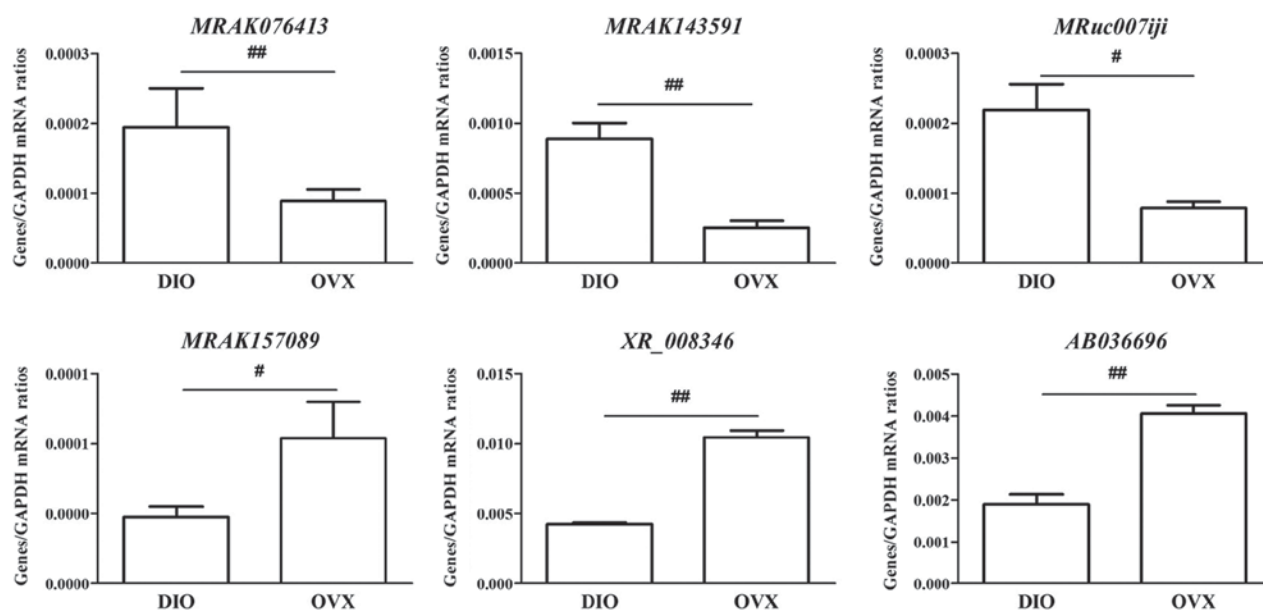 MRAK076413
##
Genes/GAPDH mRNA ratios
0.0003
0.0002
0.0001
0.0000
DIO OVX
MRAK143591
##
Genes/GAPDH mRNA ratios
0.0015
0.0010
0.0005
0.0000
DIO OVX
MRuc007iji
#
Genes/GAPDH mRNA ratios
0.0003
0.0002
0.0001
0.0000
DIO OVX
MRAK157089
#
Genes/GAPDH mRNA ratios
0.0001
0.0001
0.0000
0.0000
DIO OVX
XR_008346
##
Genes/GAPDH mRNA ratios
0.015
0.010
0.005
0.000
DIO OVX
AB036696
##
Genes/GAPDH mRNA ratios
0.005
0.004
0.003
0.002
0.001
0.000
DIO OVX